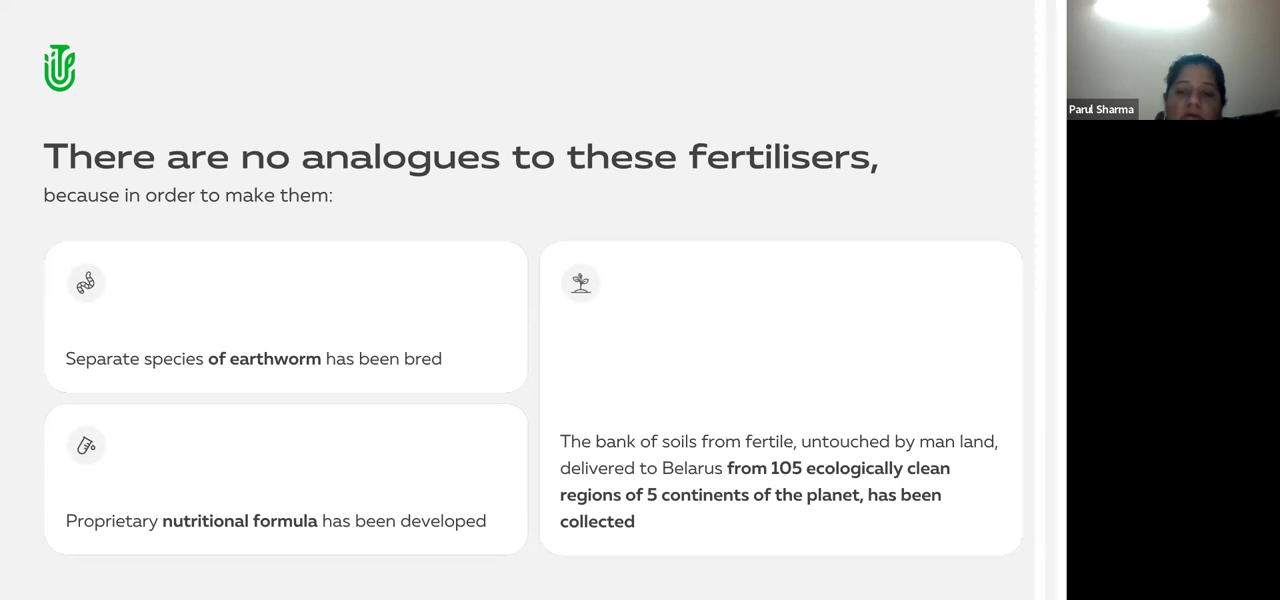 There are no analogues to these fertilisers,
because in order to make them:
Separate species of earthworm has been bred
Proprietary nutritional formula has been developed
The bank of soils from fertile, untouched by man land,
delivered to Belarus from 105 ecologically clean
regions of 5 continents of the planet, has been
collected
Parul Sharma